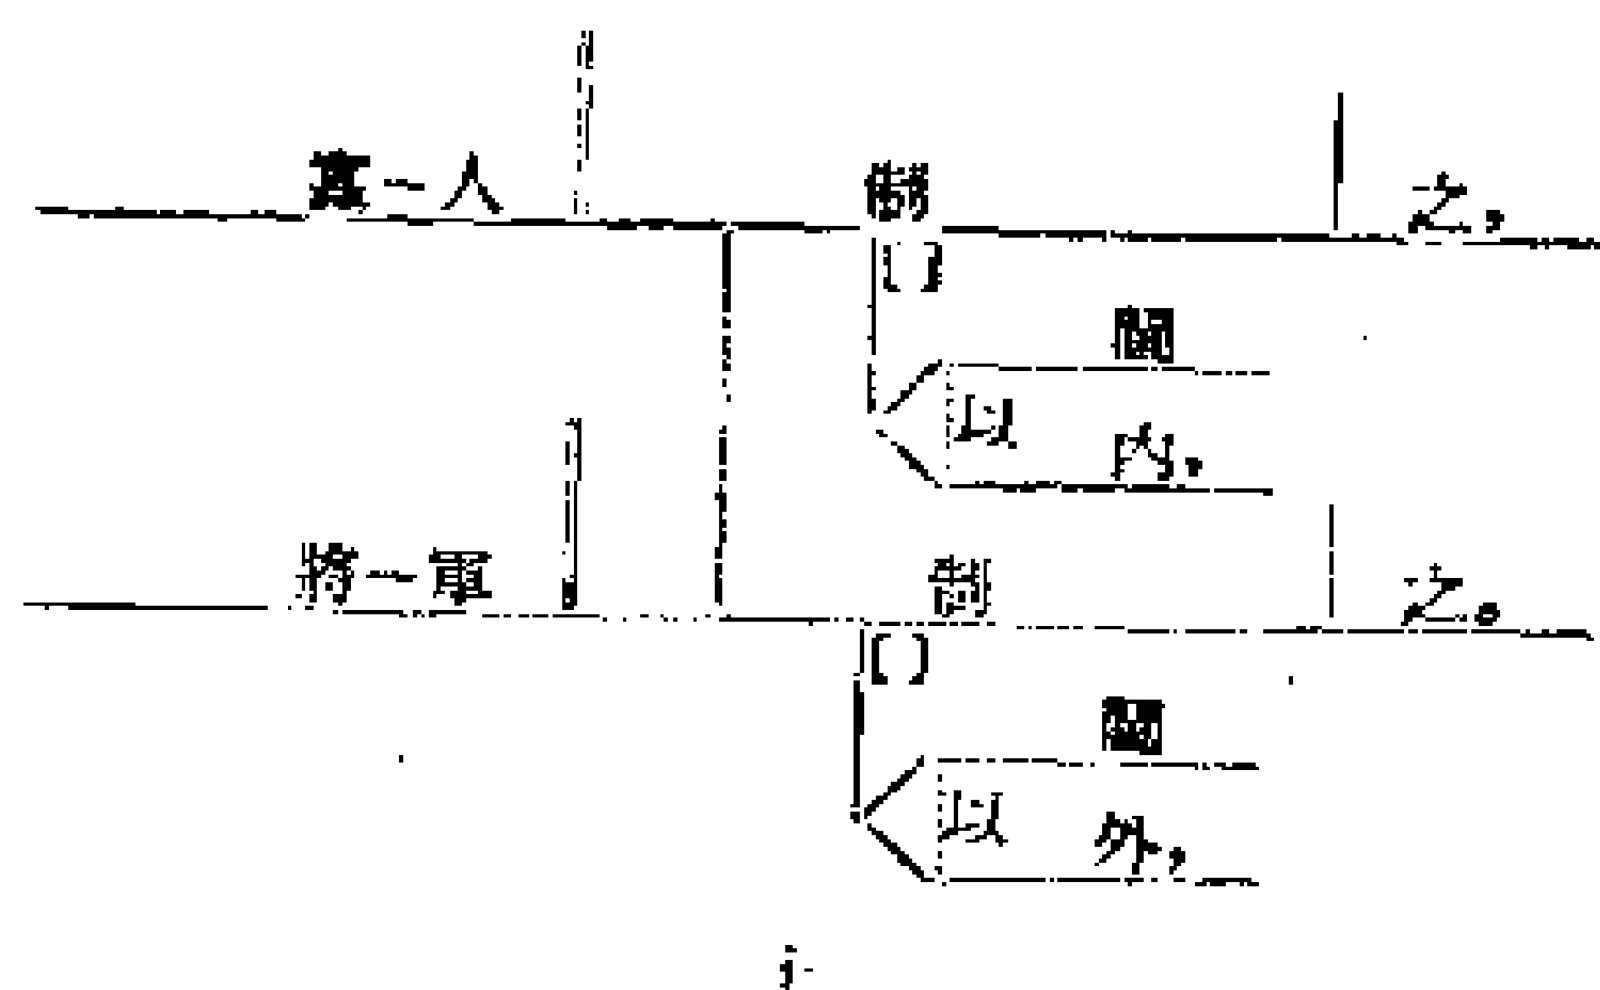 寡－人 制 之，
〔 〕
閫
以 內，
將－軍 制 之。
〔 〕
閫
以 外，